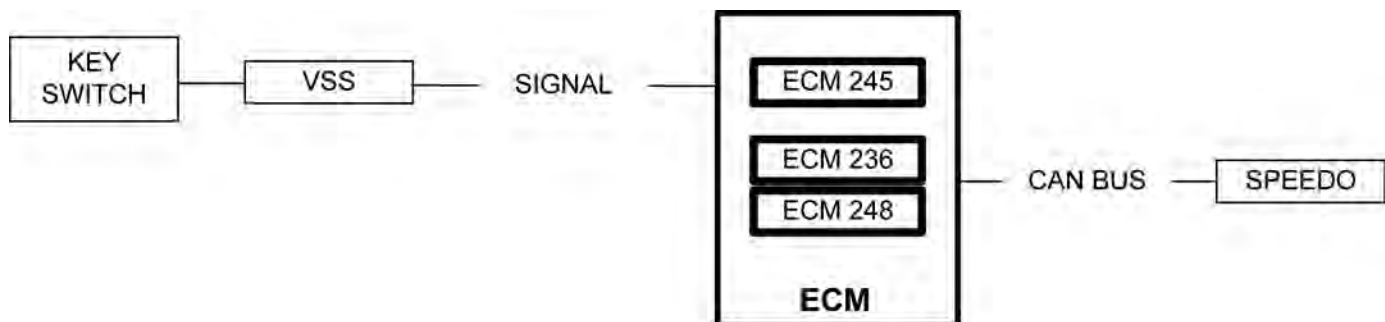 KEY
SWITCH
VSS
SIGNAL
ECM 245
ECM 236
ECM 248
ECM
CAN BUS
SPEEDO